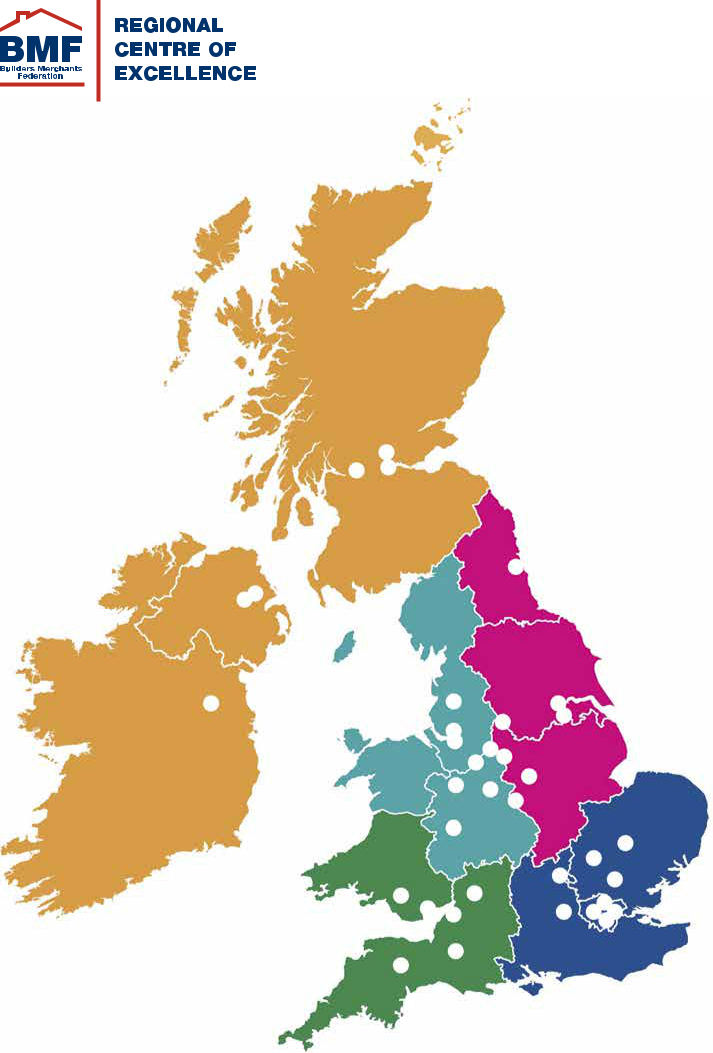 BMF
Builders Merchants
Federation
REGIONAL
CENTRE OF
EXCELLENCE